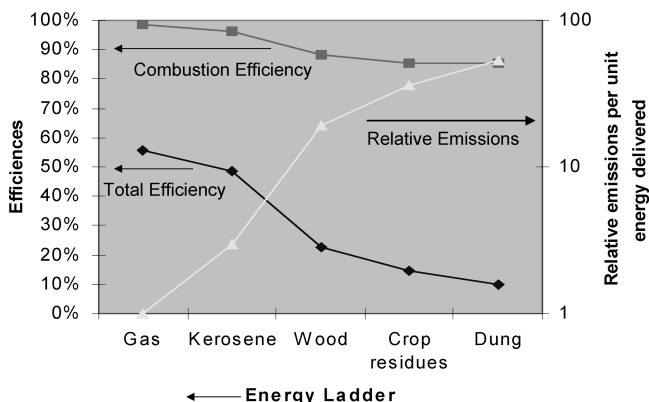 Efficiences
100%
90%
80%
70%
60%
50%
40%
30%
20%
10%
0%
Combustion Efficiency
Total Efficiency
Relative Emissions
100
10
1
Relative emissions per unit
energy delivered
Gas
Kerosene
Wood
Crop
residues
Dung
Energy Ladder